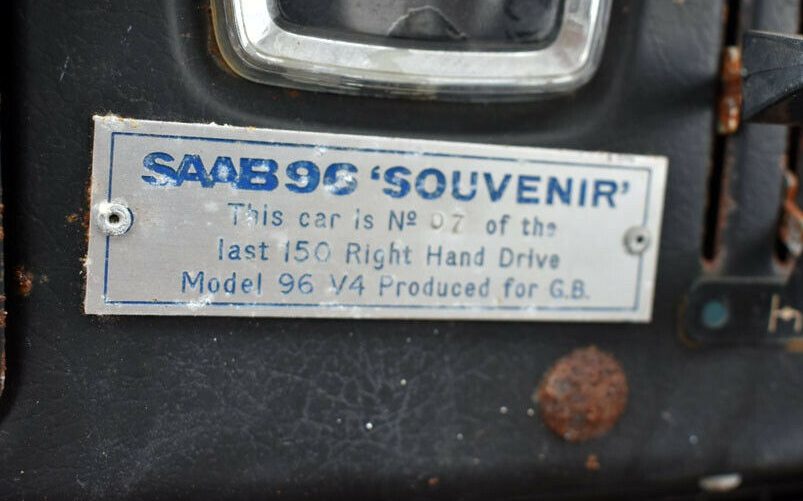 SAAB 96 'SOUVENIR'
This car is Nº 07 of the
last 150 Right Hand Drive
Model 96 V4 Produced for G.B.